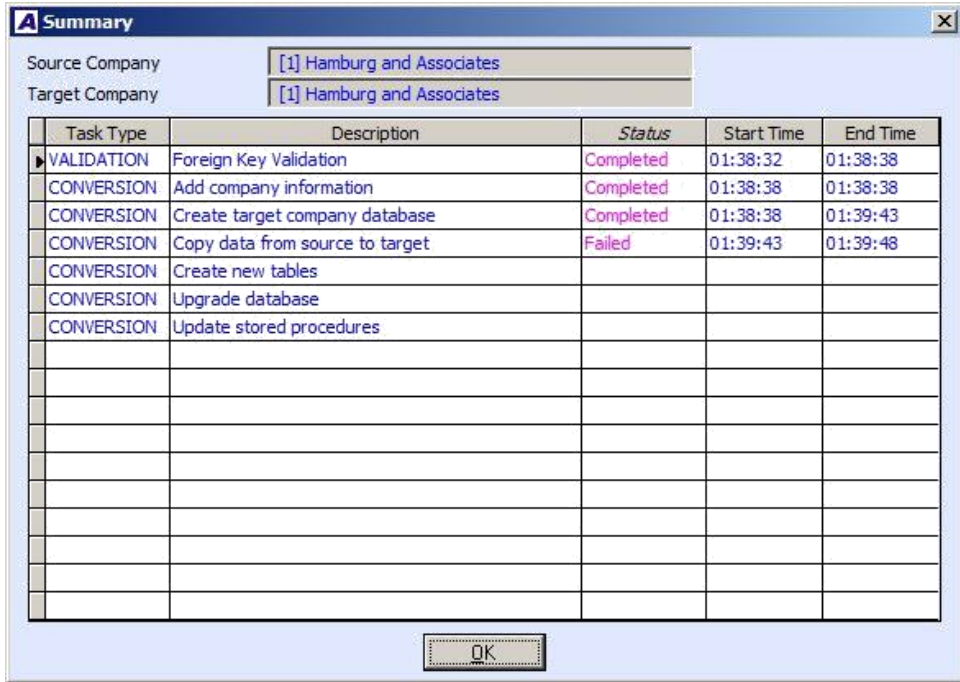 A Summary
Source Company [1] Hamburg and Associates
Target Company [1] Hamburg and Associates
Task Type Description Status Start Time End Time
VALIDATION Foreign Key Validation Completed 01:38:32 01:38:38
CONVERSION Add company information Completed 01:38:38 01:38:38
CONVERSION Create target company database Completed 01:38:38 01:39:43
CONVERSION Copy data from source to target Failed 01:39:43 01:39:48
CONVERSION Create new tables
CONVERSION Upgrade database
CONVERSION Update stored procedures
OK